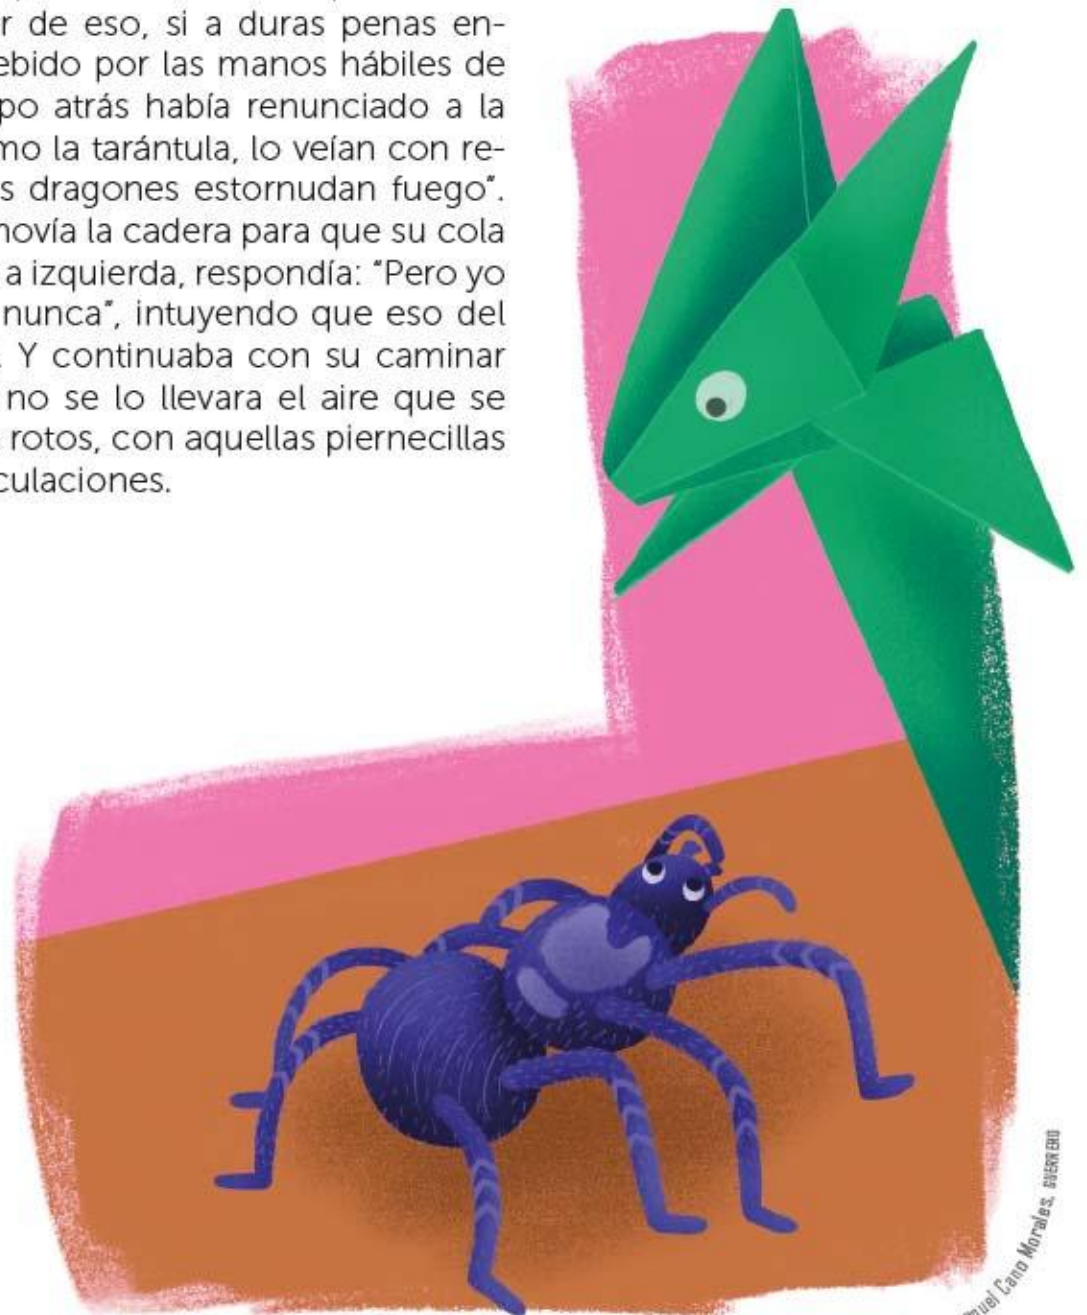 r de eso, si a duras penas en-
ebido por las manos hábiles de
po atrás había renunciado a la
mo la tarántula, lo veían con re-
s dragones estornudan fuego”.
novía la cadera para que su cola
a izquierda, respondía: “Pero yo
nunca”, intuyendo que eso del
. Y continuaba con su caminar
no se lo llevara el aire que se
rotos, con aquellas piernecillas
culaciones.
nuel Cano Morales, GUERRERO